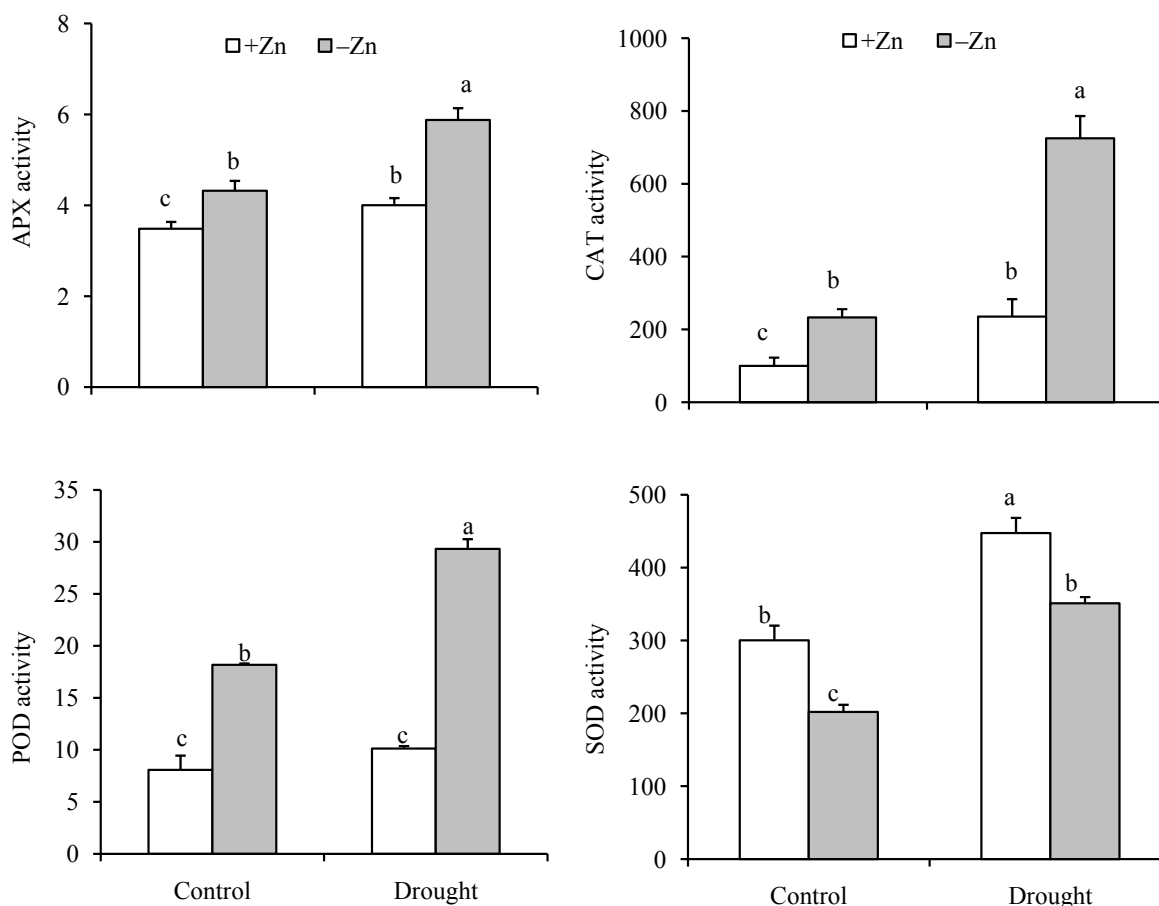 8
6
4
2
0
APX activity
+Zn –Zn
c
b
b
a
1000
800
600
400
200
0
CAT activity
+Zn –Zn
c
b
b
a
35
30
25
20
15
10
5
0
POD activity
c
b
c
a
Control Drought
500
400
300
200
100
0
SOD activity
b
c
a
b
Control Drought